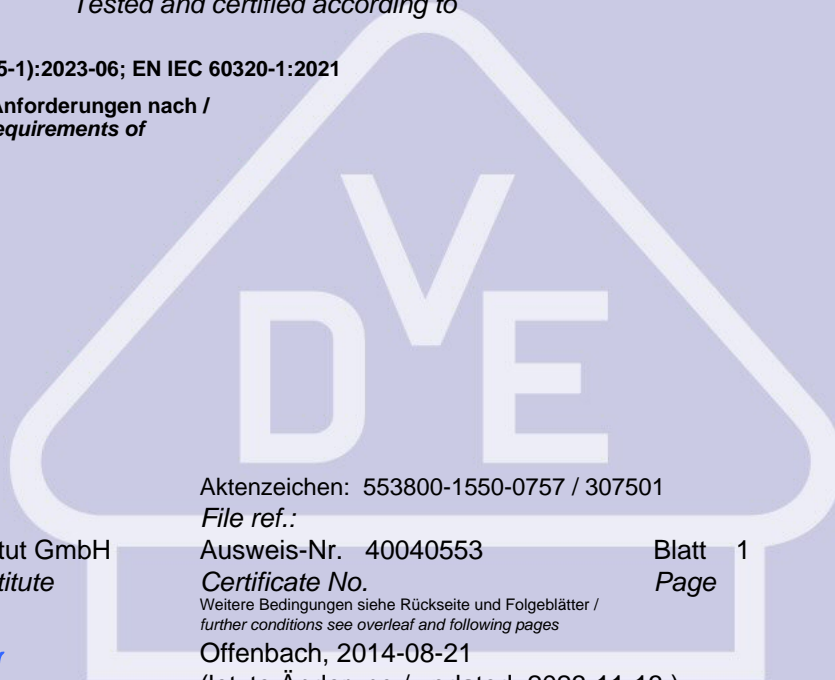 Tested and certified according to
5-1):2023-06; EN IEC 60320-1:2021
Anforderungen nach /
equirements of
VDE
Aktenzeichen: 553800-1550-0757 / 307501
File ref.:
tut GmbH
Ausweis-Nr. 40040553 Blatt 1
titute
Certificate No. Page
Weitere Bedingungen siehe Rückseite und Folgeblätter /
further conditions see overleaf and following pages
Offenbach, 2014-08-21